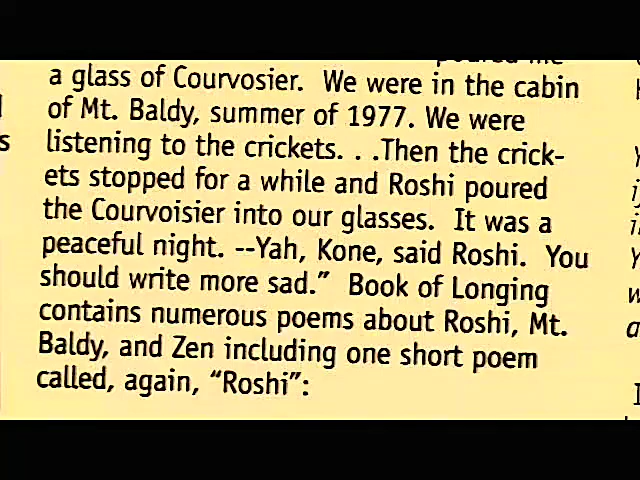 poured me
a glass of Courvosier. We were in the cabin
of Mt. Baldy, summer of 1977. We were
listening to the crickets. . .Then the crick-
ets stopped for a while and Roshi poured
the Courvoisier into our glasses. It was a
peaceful night. --Yah, Kone, said Roshi. You
should write more sad.” Book of Longing
contains numerous poems about Roshi, Mt.
Baldy, and Zen including one short poem
called, again, “Roshi”: